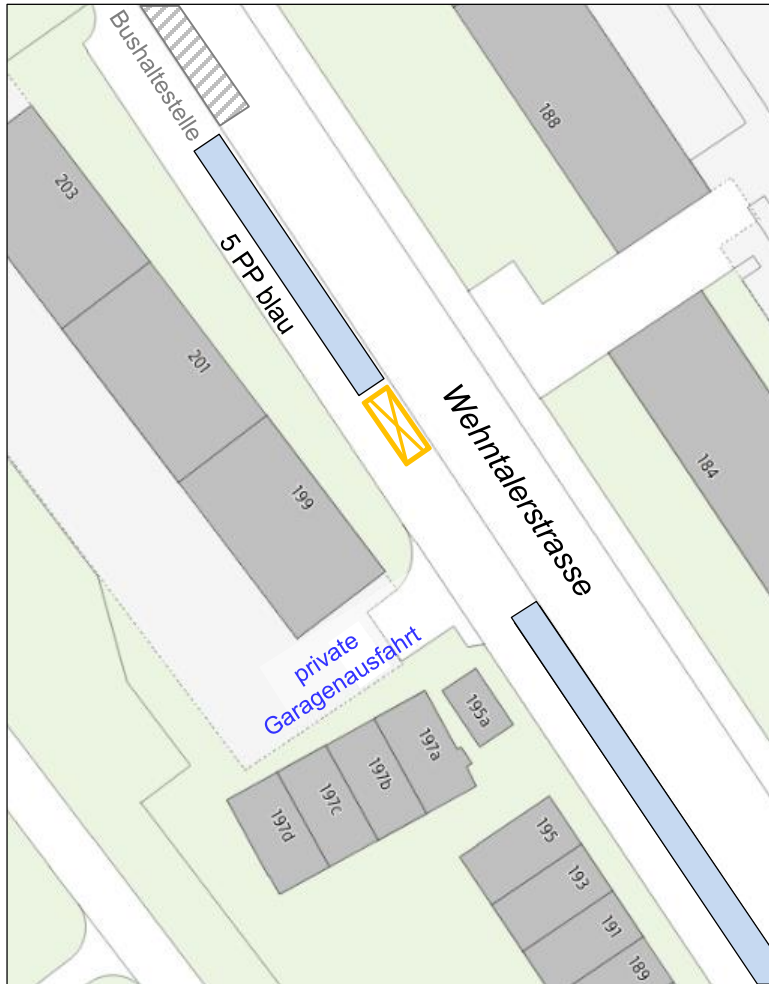 Bushaltestelle
188
203
5 PP blau
201
Wehntalerstrasse
184
199
private
Garagenausfahrt
195a
197a
197b
197c
197d
195
193
191
189